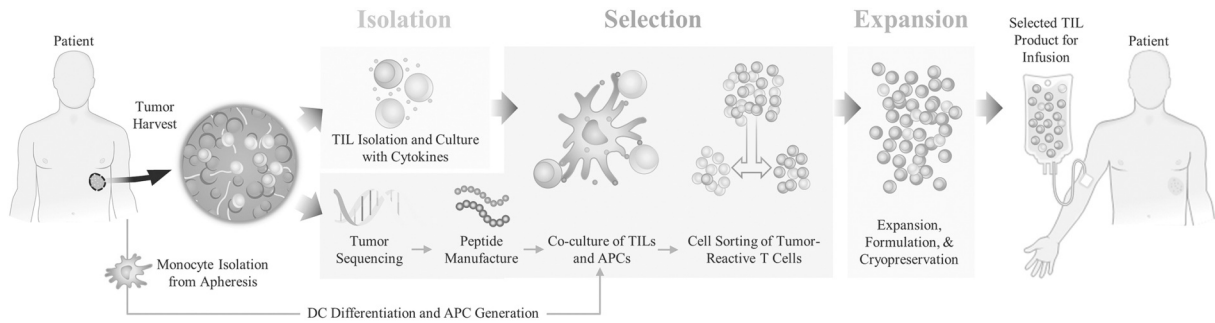 Isolation
Selection
Expansion
Patient
Tumor
Harvest
TIL Isolation and Culture
with Cytokines
Tumor
Sequencing
Peptide
Manufacture
Co-culture of TILs
and APCs
Cell Sorting of Tumor-
Reactive T Cells
Expansion,
Formulation, &
Cryopreservation
Selected TIL
Product for
Infusion
Patient
Monocyte Isolation
from Apheresis
DC Differentiation and APC Generation